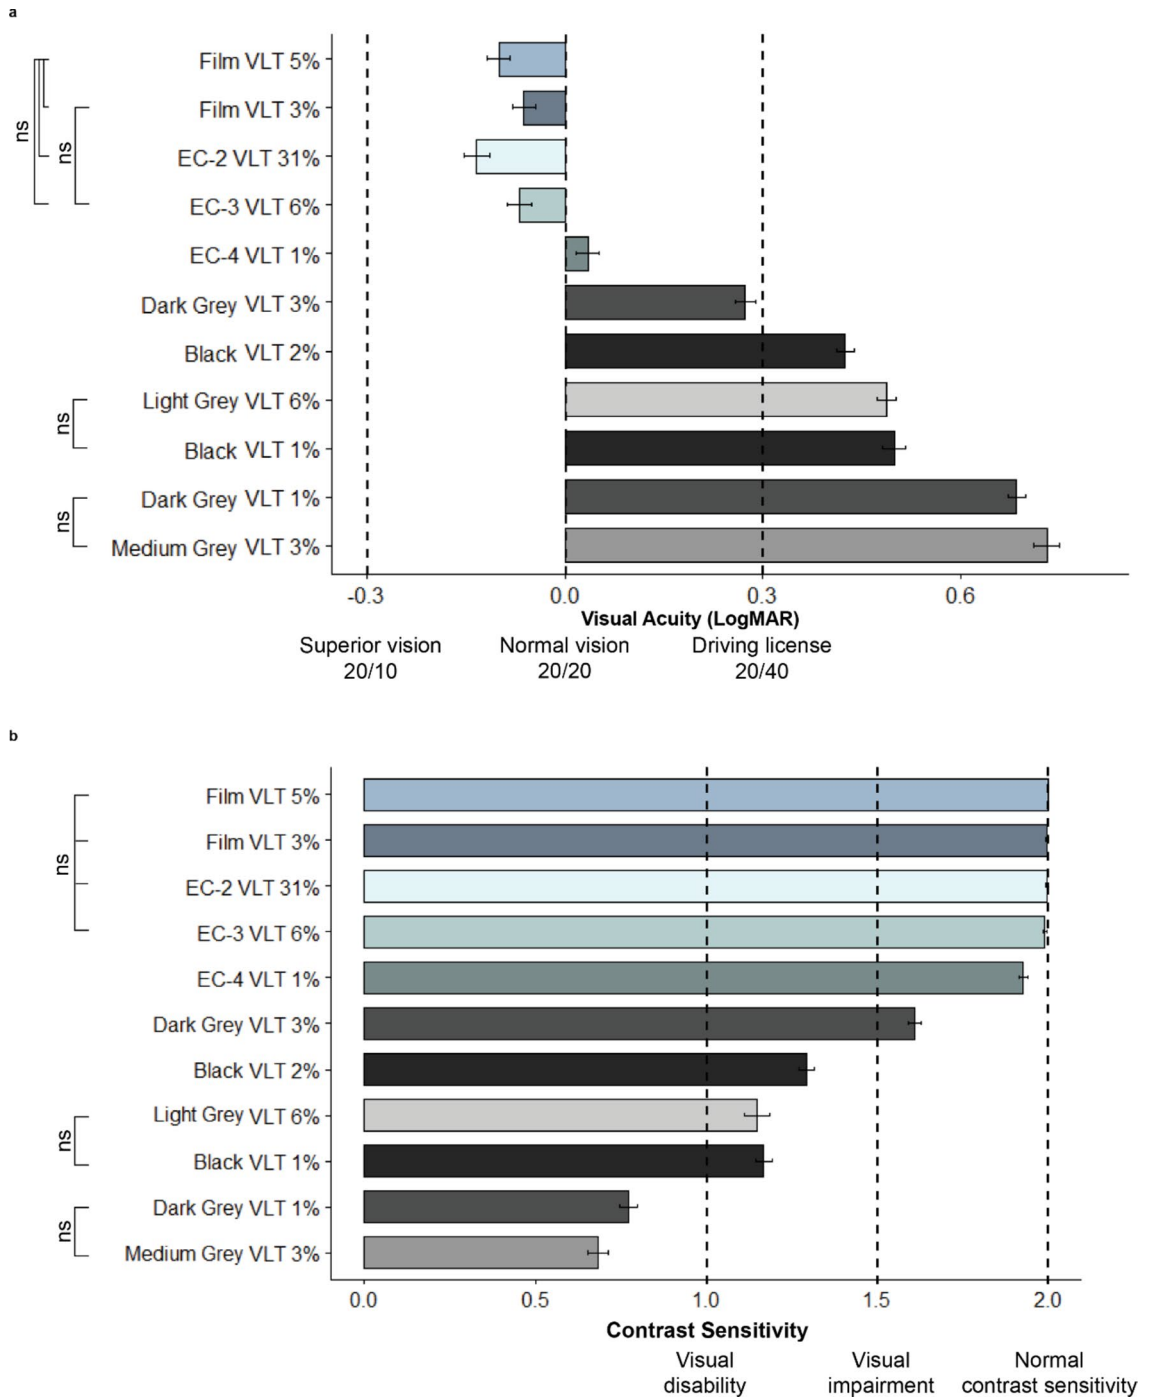 a
Film VLT 5%
Film VLT 3%
EC-2 VLT 31%
EC-3 VLT 6%
EC-4 VLT 1%
Dark Grey VLT 3%
Black VLT 2%
Light Grey VLT 6%
Black VLT 1%
Dark Grey VLT 1%
Medium Grey VLT 3%
ns
ns
ns
ns
-0.3 0.0 0.3 0.6
Visual Acuity (LogMAR)
Superior vision Normal vision Driving license
20/10 20/20 20/40
b
Film VLT 5%
Film VLT 3%
EC-2 VLT 31%
EC-3 VLT 6%
EC-4 VLT 1%
Dark Grey VLT 3%
Black VLT 2%
Light Grey VLT 6%
Black VLT 1%
Dark Grey VLT 1%
Medium Grey VLT 3%
ns
ns
ns
0.0 0.5 1.0 1.5 2.0
Contrast Sensitivity
Visual Visual Normal
disability impairment contrast sensitivity